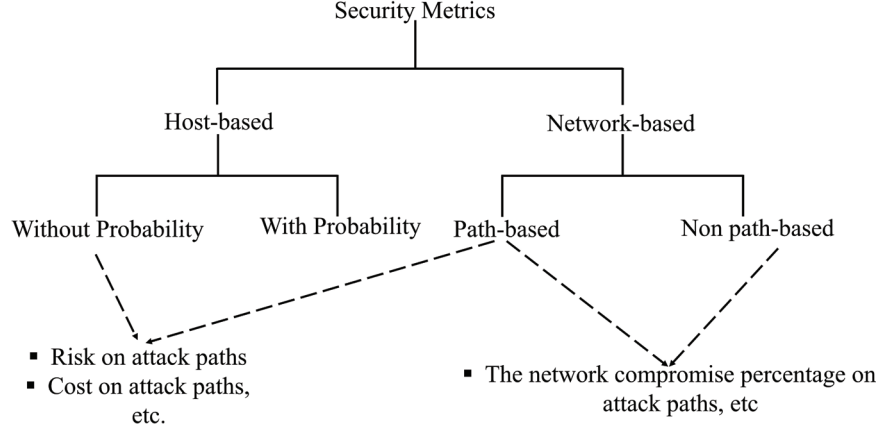 Security Metrics
Host-based
Network-based
Without Probability
With Probability
Path-based
Non path-based
▪ Risk on attack paths
▪ Cost on attack paths,
etc.
▪ The network compromise percentage on
attack paths, etc